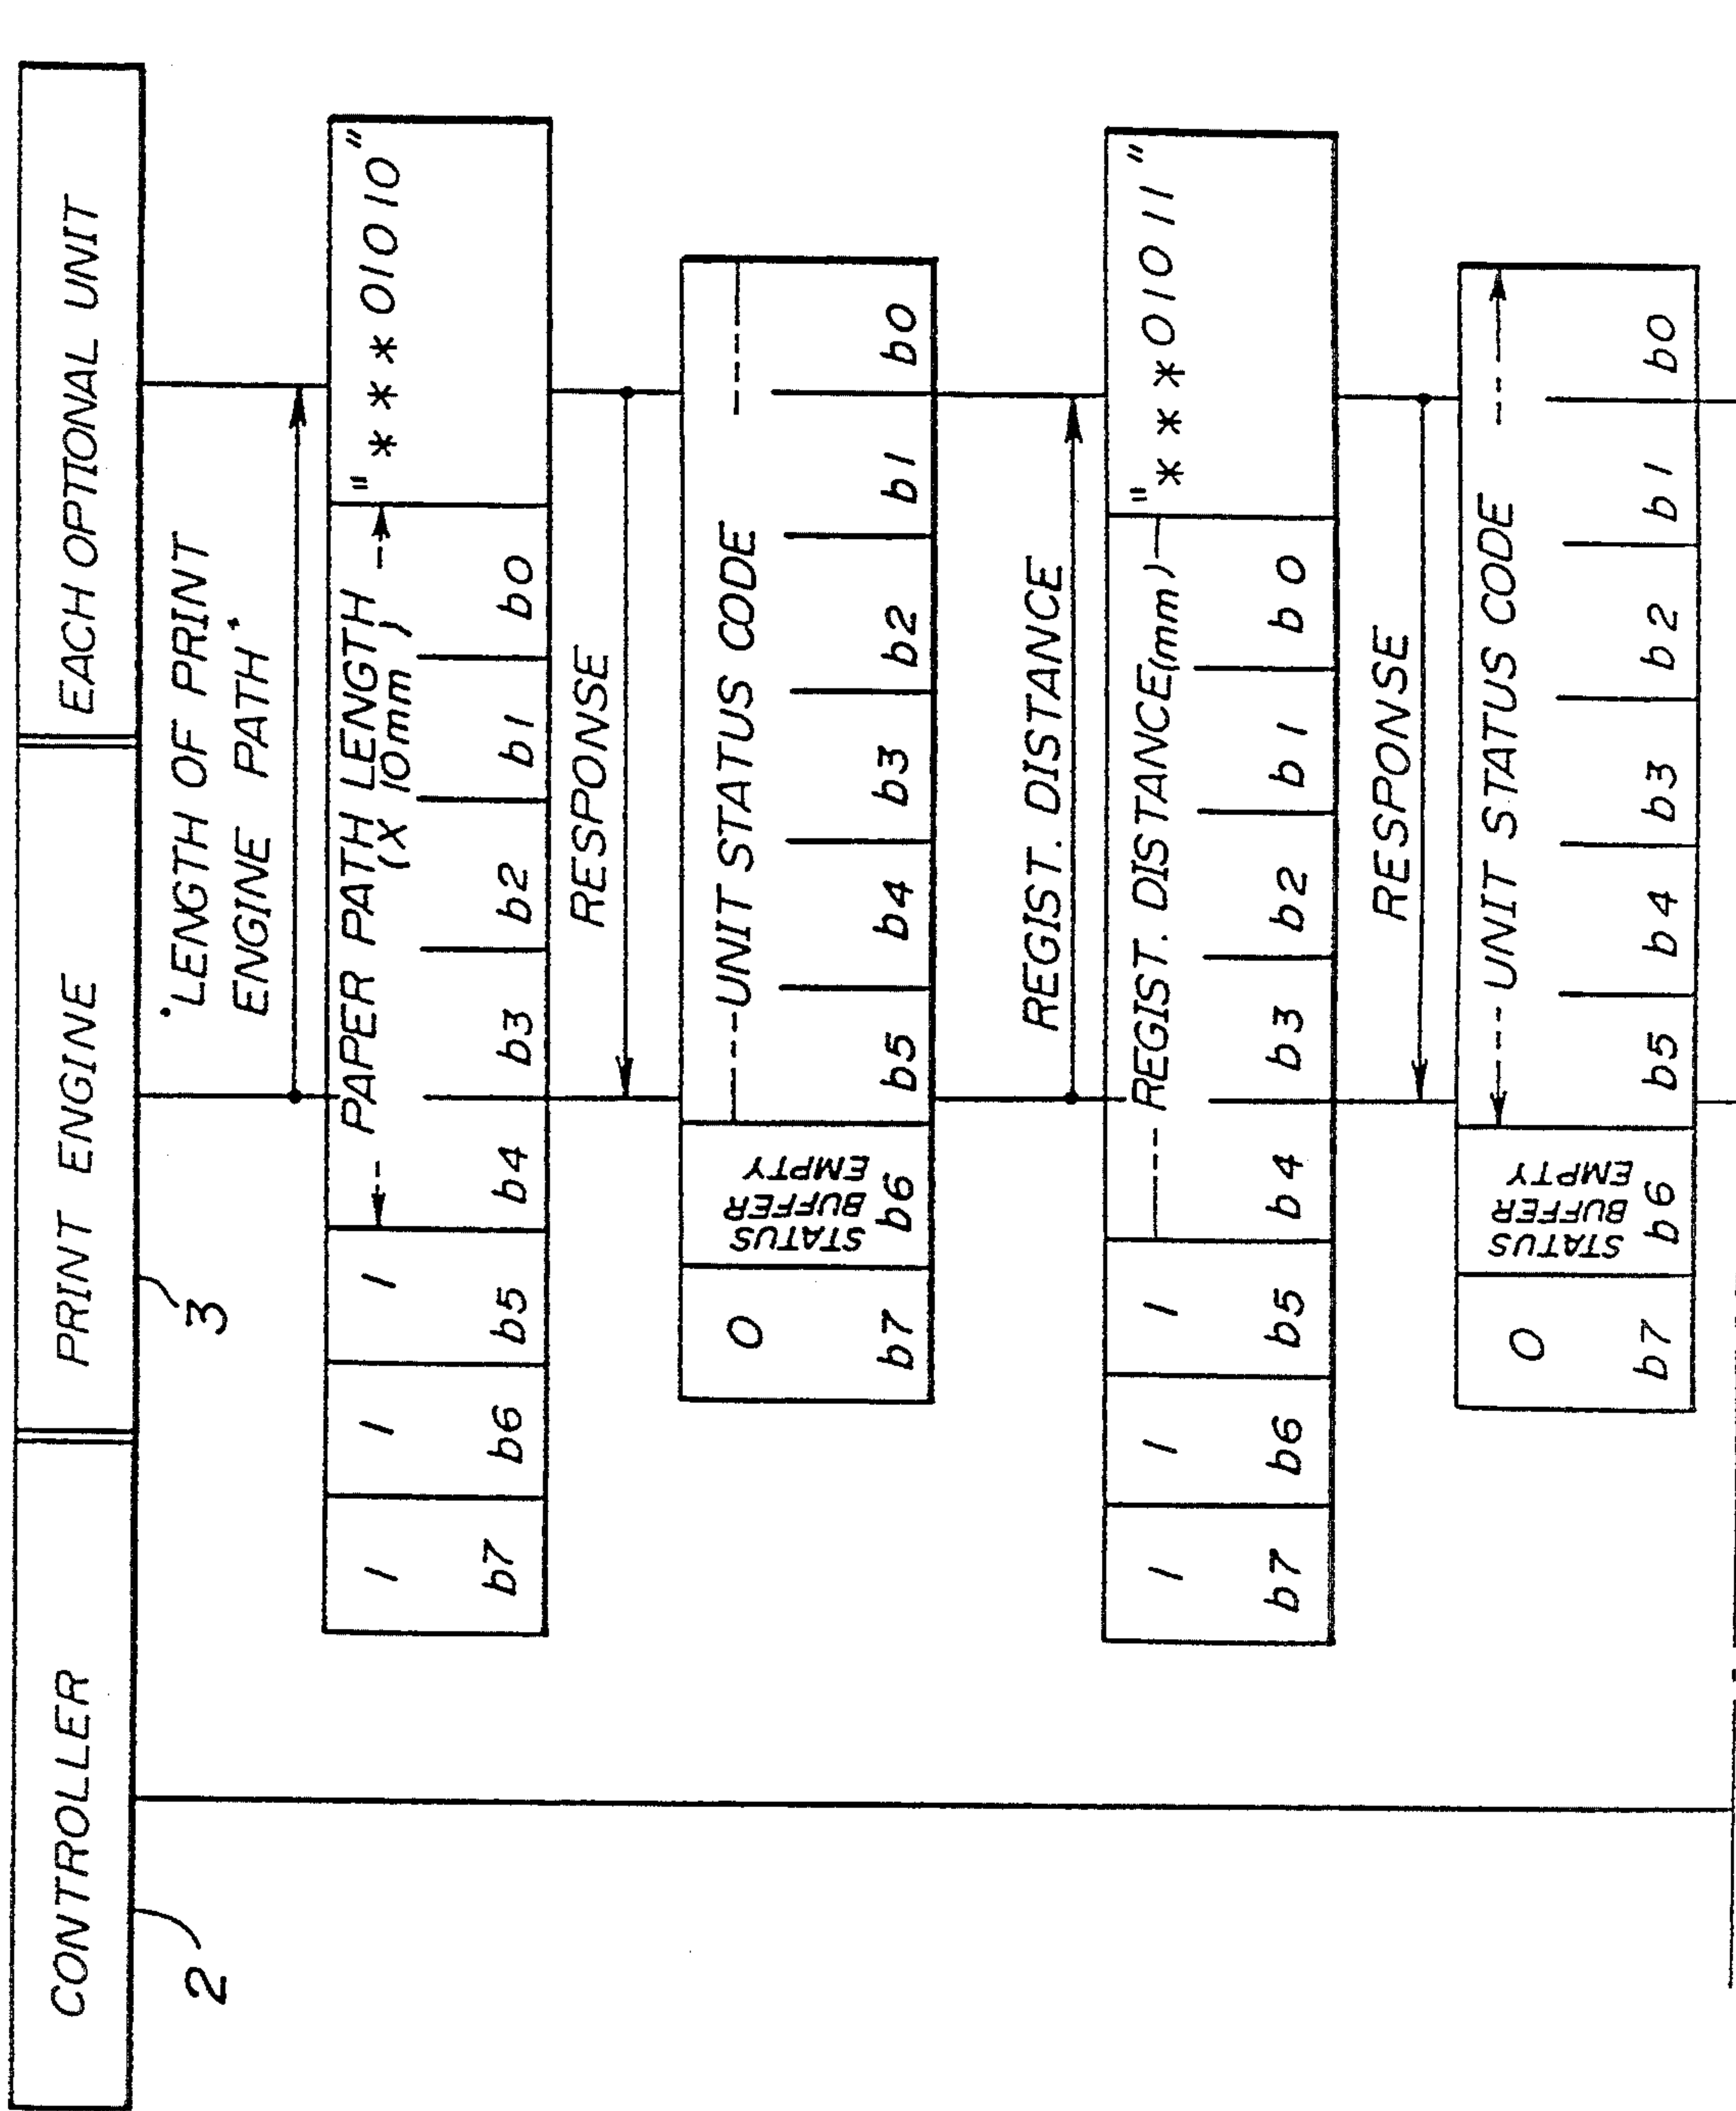 CONTROLLER
PRINT ENGINE
EACH OPTIONAL UNIT
2
3
"LENGTH OF PRINT
ENGINE PATH"
1 1 1 PAPER PATH LENGTH "***01010"
(X 10mm)
b7 b6 b5 b4 b3 b2 b1 b0
RESPONSE
0 STATUS BUFFER EMPTY UNIT STATUS CODE
b7 b6 b5 b4 b3 b2 b1 b0
REGIST. DISTANCE
1 1 1 REGIST. DISTANCE(mm) "***01011"
b7 b6 b5 b4 b3 b2 b1 b0
RESPONSE
0 STATUS BUFFER EMPTY UNIT STATUS CODE
b7 b6 b5 b4 b3 b2 b1 b0